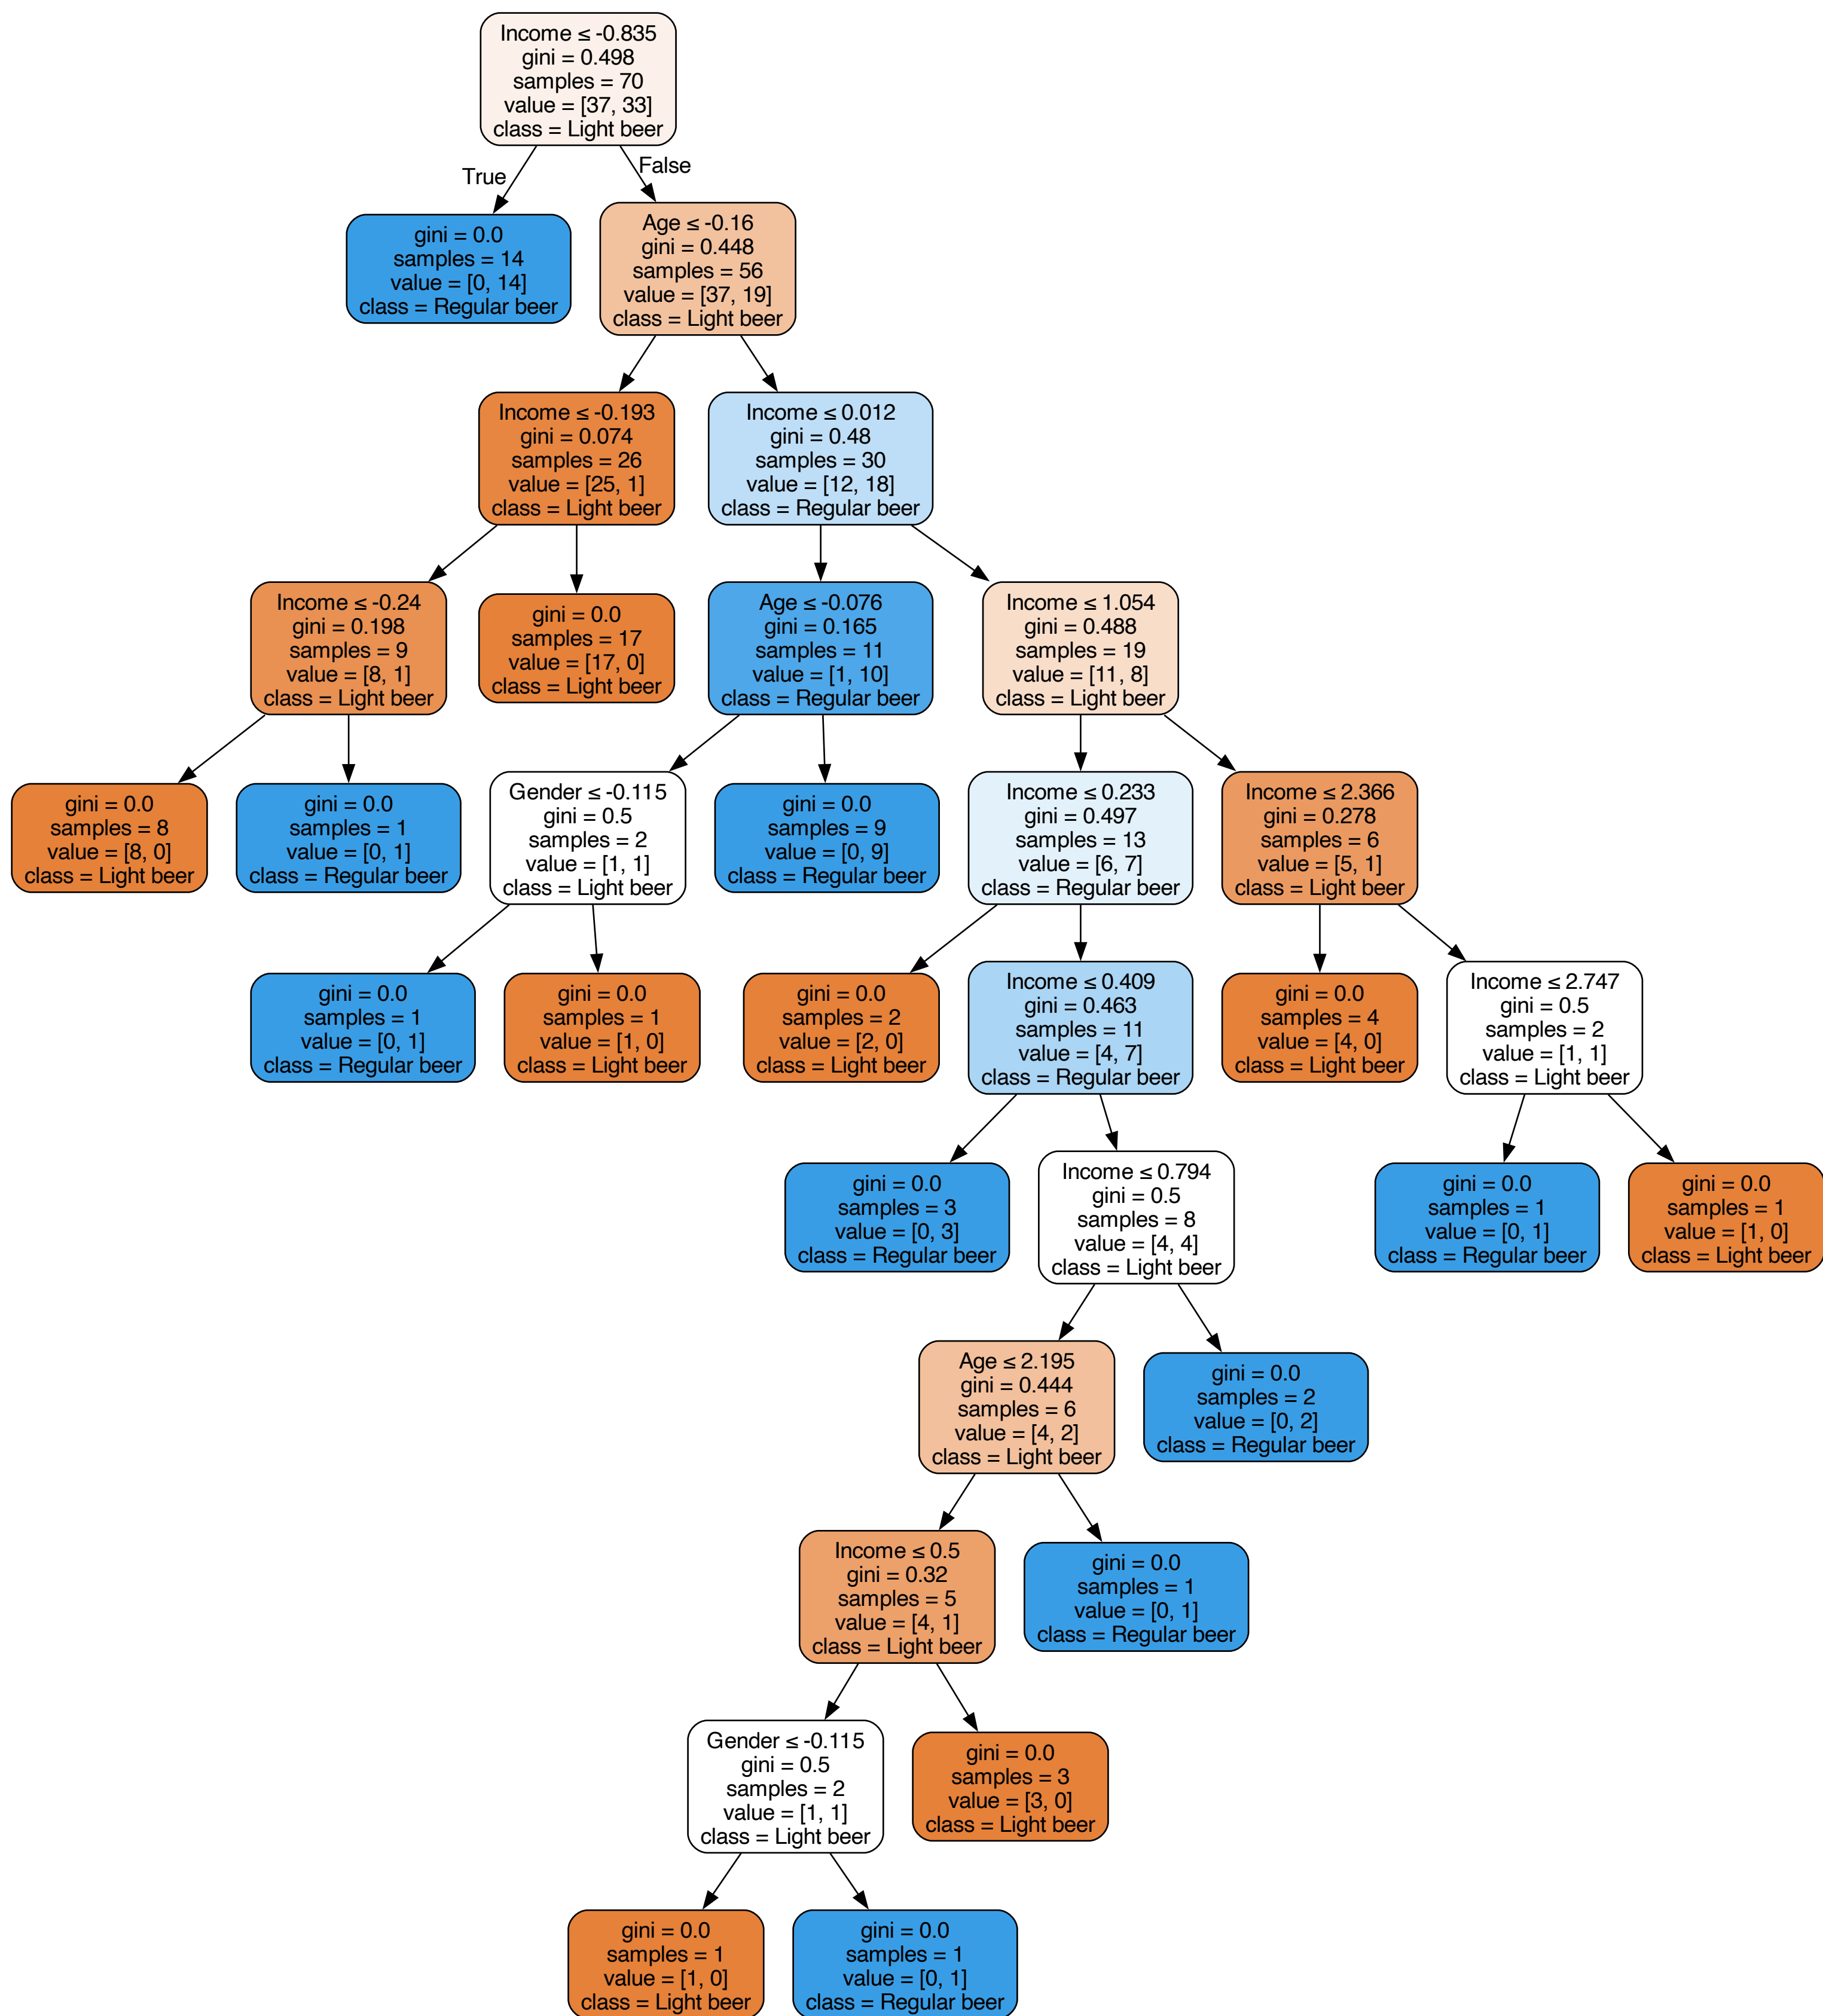 Income ≤ -0.835
gini = 0.498
samples = 70
value = [37, 33]
class = Light beer
True
False
gini = 0.0
samples = 14
value = [0, 14]
class = Regular beer
Age ≤ -0.16
gini = 0.448
samples = 56
value = [37, 19]
class = Light beer
Income ≤ -0.193
gini = 0.074
samples = 26
value = [25, 1]
class = Light beer
Income ≤ 0.012
gini = 0.48
samples = 30
value = [12, 18]
class = Regular beer
Income ≤ -0.24
gini = 0.198
samples = 9
value = [8, 1]
class = Light beer
gini = 0.0
samples = 17
value = [17, 0]
class = Light beer
Age ≤ -0.076
gini = 0.165
samples = 11
value = [1, 10]
class = Regular beer
Income ≤ 1.054
gini = 0.488
samples = 19
value = [11, 8]
class = Light beer
gini = 0.0
samples = 8
value = [8, 0]
class = Light beer
gini = 0.0
samples = 1
value = [0, 1]
class = Regular beer
Gender ≤ -0.115
gini = 0.5
samples = 2
value = [1, 1]
class = Light beer
gini = 0.0
samples = 9
value = [0, 9]
class = Regular beer
Income ≤ 0.233
gini = 0.497
samples = 13
value = [6, 7]
class = Regular beer
Income ≤ 2.366
gini = 0.278
samples = 6
value = [5, 1]
class = Light beer
gini = 0.0
samples = 1
value = [0, 1]
class = Regular beer
gini = 0.0
samples = 1
value = [1, 0]
class = Light beer
gini = 0.0
samples = 2
value = [2, 0]
class = Light beer
Income ≤ 0.409
gini = 0.463
samples = 11
value = [4, 7]
class = Regular beer
gini = 0.0
samples = 4
value = [4, 0]
class = Light beer
Income ≤ 2.747
gini = 0.5
samples = 2
value = [1, 1]
class = Light beer
gini = 0.0
samples = 3
value = [0, 3]
class = Regular beer
Income ≤ 0.794
gini = 0.5
samples = 8
value = [4, 4]
class = Light beer
gini = 0.0
samples = 1
value = [0, 1]
class = Regular beer
gini = 0.0
samples = 1
value = [1, 0]
class = Light beer
Age ≤ 2.195
gini = 0.444
samples = 6
value = [4, 2]
class = Light beer
gini = 0.0
samples = 2
value = [0, 2]
class = Regular beer
Income ≤ 0.5
gini = 0.32
samples = 5
value = [4, 1]
class = Light beer
gini = 0.0
samples = 1
value = [0, 1]
class = Regular beer
Gender ≤ -0.115
gini = 0.5
samples = 2
value = [1, 1]
class = Light beer
gini = 0.0
samples = 3
value = [3, 0]
class = Light beer
gini = 0.0
samples = 1
value = [1, 0]
class = Light beer
gini = 0.0
samples = 1
value = [0, 1]
class = Regular beer